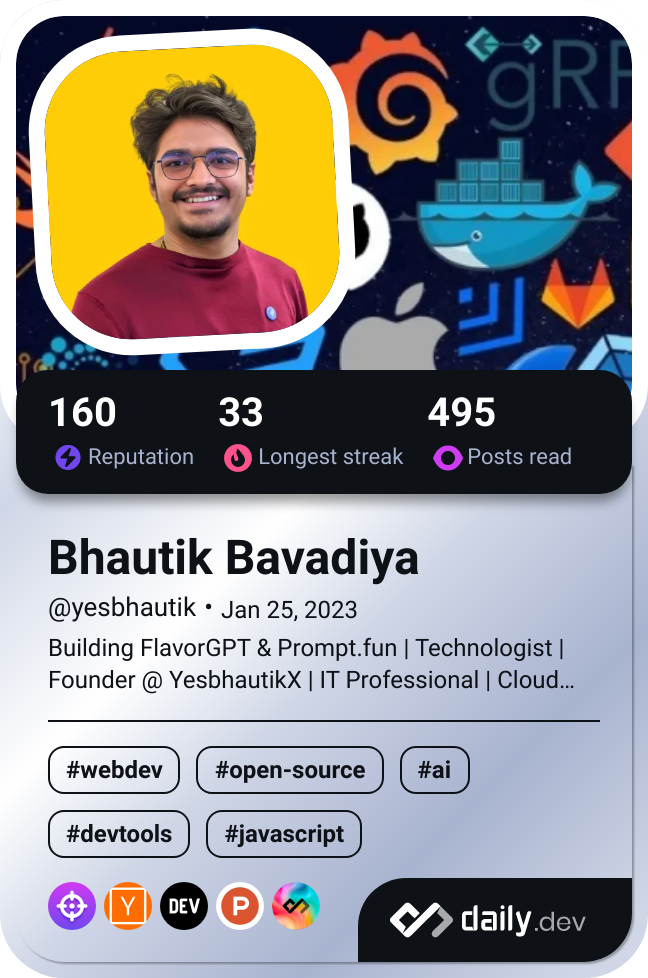 gRP
160
33
495
Reputation
Longest streak
Posts read
Bhautik Bavadiya
@yesbhautik • Jan 25, 2023
Building FlavorGPT & Prompt.fun | Technologist |
Founder @ YesbhautikX | IT Professional | Cloud...
#webdev
#open-source
#ai
#devtools
#javascript
Y
DEV
P
daily.dev